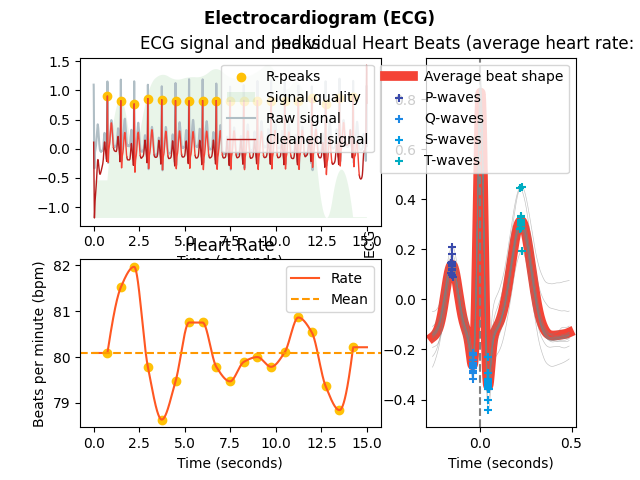 Electrocardiogram (ECG)
ECG signal and peaks
Individual Heart Beats (average heart rate:
1.5
1.0
0.5
0.0
−0.5
−1.0
R-peaks
Signal quality
Raw signal
Cleaned signal
0.0 2.5 5.0 7.5 10.0 12.5 15.0
Time (seconds)
Heart Rate
Beats per minute (bpm)
82
81
80
79
Rate
Mean
0.0 2.5 5.0 7.5 10.0 12.5 15.0
Time (seconds)
ECG
Average beat shape
P-waves
Q-waves
S-waves
T-waves
0.8
0.6
0.4
0.2
0.0
−0.2
−0.4
0.0 0.5
Time (seconds)